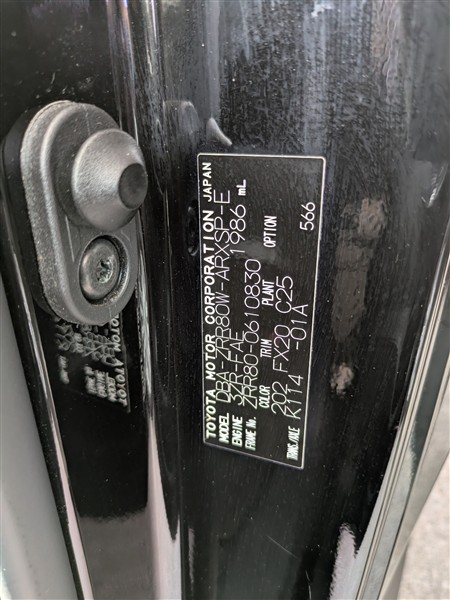 TOYOTA MOTOR CORPORATION JAPAN
MODEL DBA-ZRR80W-ARXSP-E
ENGINE 3ZR-FAE 1986 mL
FRAME No. ZRR80-0610830
COLOR TRIM PLANT OPTION
202 FX20 C25
TRANS/AXLE K114 -01A 566